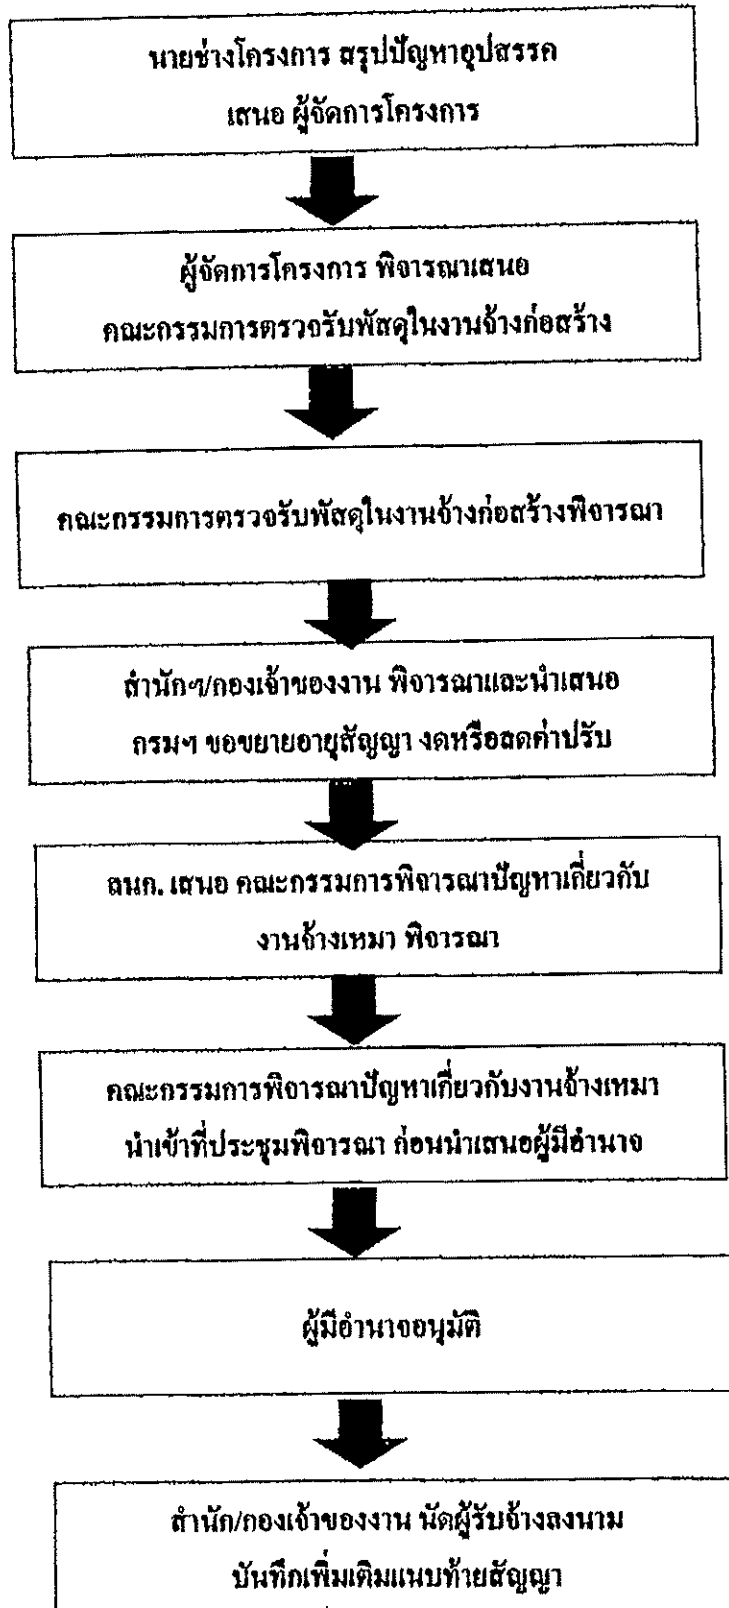 นายช่างโครงการ สรุปปัญหาอุปสรรค
เสนอ ผู้จัดการโครงการ
ผู้จัดการโครงการ พิจารณาเสนอ
คณะกรรมการตรวจรับพัสดุในงานจ้างก่อสร้าง
คณะกรรมการตรวจรับพัสดุในงานจ้างก่อสร้างพิจารณา
สำนักฯ/กองเจ้าของงาน พิจารณาและนำเสนอ
กรมฯ ขอขยายอายุสัญญา งดหรือลดค่าปรับ
ลนก. เสนอ คณะกรรมการพิจารณาปัญหาเกี่ยวกับ
งานจ้างเหมา พิจารณา
คณะกรรมการพิจารณาปัญหาเกี่ยวกับงานจ้างเหมา
นำเข้าที่ประชุมพิจารณา ก่อนนำเสนอผู้มีอำนาจ
ผู้มีอำนาจอนุมัติ
สำนัก/กองเจ้าของงาน นัดผู้รับจ้างลงนาม
บันทึกเพิ่มเติมแนบท้ายสัญญา